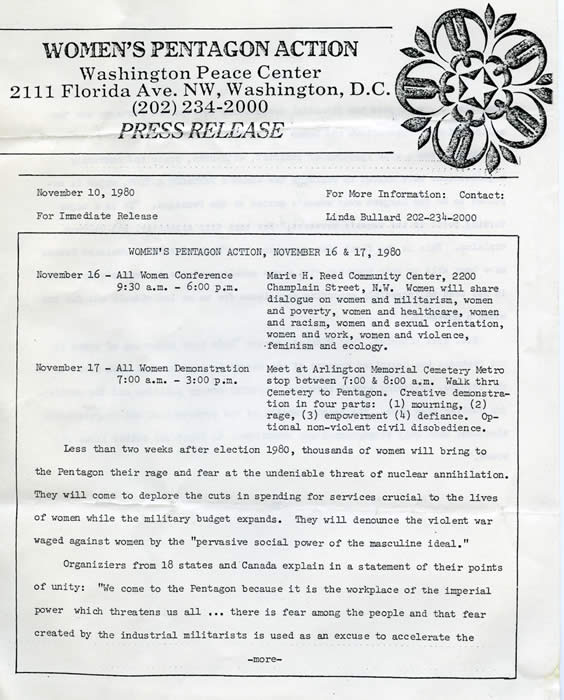 WOMEN'S PENTAGON ACTION
Washington Peace Center
2111 Florida Ave. NW, Washington, D.C.
(202) 234-2000
PRESS RELEASE
November 10, 1980
For More Information: Contact:
For Immediate Release
Linda Bullard 202-234-2000
WOMEN'S PENTAGON ACTION, NOVEMBER 16 & 17, 1980
November 16 - All Women Conference
9:30 a.m. - 6:00 p.m.
Marie H. Reed Community Center, 2200
Champlain Street, N.W. Women will share
dialogue on women and militarism, women
and poverty, women and healthcare, women
and racism, women and sexual orientation,
women and work, women and violence,
feminism and ecology.
November 17 - All Women Demonstration
7:00 a.m. - 3:00 p.m.
Meet at Arlington Memorial Cemetery Metro
stop between 7:00 & 8:00 a.m. Walk thru
Cemetery to Pentagon. Creative demonstra-
tion in four parts: (1) mourning, (2)
rage, (3) empowerment (4) defiance. Op-
tional non-violent civil disobedience.
Less than two weeks after election 1980, thousands of women will bring to
the Pentagon their rage and fear at the undeniable threat of nuclear annihilation.
They will come to deplore the cuts in spending for services crucial to the lives
of women while the military budget expands. They will denounce the violent war
waged against women by the "pervasive social power of the masculine ideal."
Organiziers from 18 states and Canada explain in a statement of their points
of unity: "We come to the Pentagon because it is the workplace of the imperial
power which threatens us all ... there is fear among the people and that fear
created by the industrial militarists is used as an excuse to accelerate the
-more-